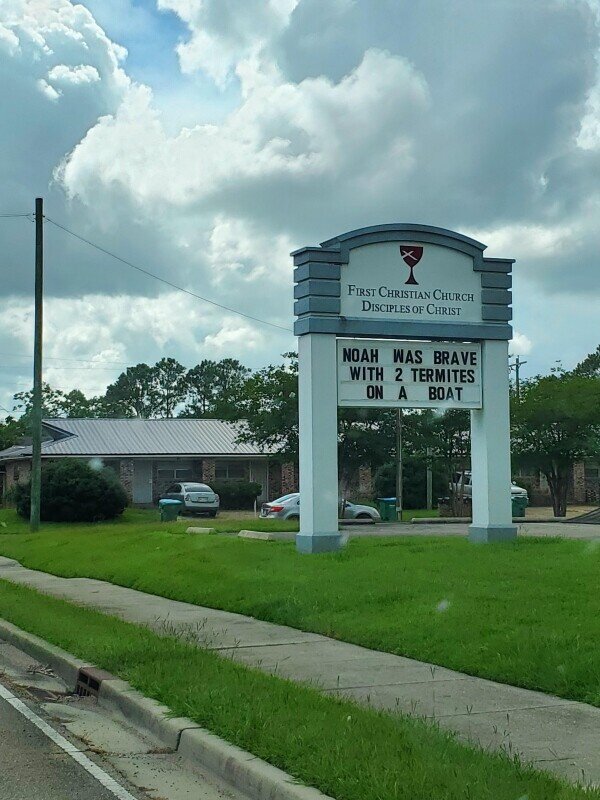 First Christian Church
Disciples of Christ
NOAH WAS BRAVE
WITH 2 TERMITES
ON A BOAT